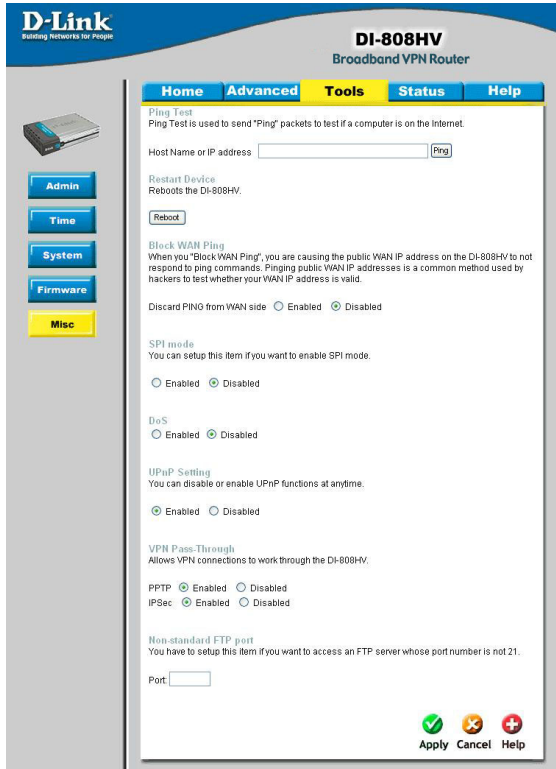 D-Link
Building Networks for People
DI-808HV
Broadband VPN Router
Home
Advanced
Tools
Status
Help
Admin
Time
System
Firmware
Misc
Ping Test
Ping Test is used to send "Ping" packets to test if a computer is on the Internet.
Host Name or IP address
Ping
Restart Device
Reboots the DI-808HV.
Reboot
Block WAN Ping
When you "Block WAN Ping", you are causing the public WAN IP address on the DI-808HV to not
respond to ping commands. Pinging public WAN IP addresses is a common method used by
hackers to test whether your WAN IP address is valid.
Discard PING from WAN side Enabled Disabled
SPI mode
You can setup this item if you want to enable SPI mode.
Enabled Disabled
DoS
Enabled Disabled
UPnP Setting
You can disable or enable UPnP functions at anytime.
Enabled Disabled
VPN Pass-Through
Allows VPN connections to work through the DI-808HV.
PPTP Enabled Disabled
IPSec Enabled Disabled
Non-standard FTP port
You have to setup this item if you want to access an FTP server whose port number is not 21.
Port:
Apply Cancel Help